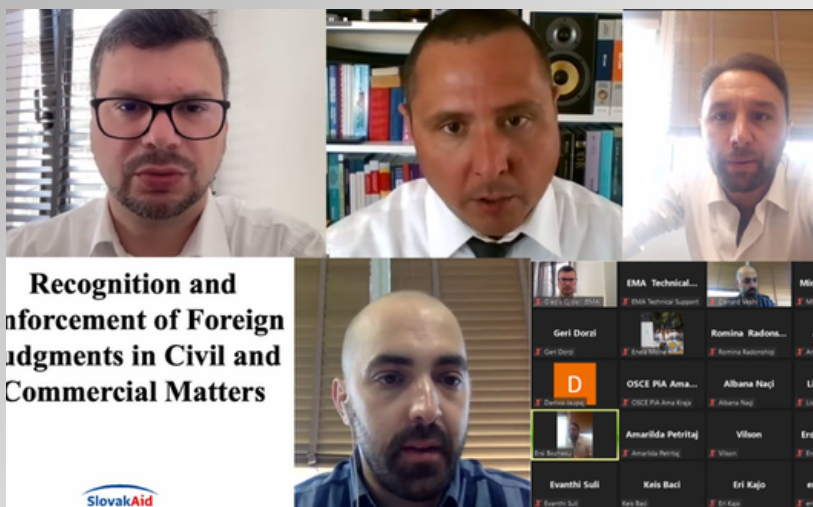 Recognition and
nforcement of Foreign
udgments in Civil and
Commercial Matters
SlovakAid
EMA Technical...
EMA Technical Support
Geri Dorzi
Geri Dorzi
Romina Radons...
Romina Radonshiqi
D
OSCE PiA Ama...
OSCE PiA Ama Kraja
Albana Naçi
Albana Naçi
Amarilda Petritaj
Amarilda Petritaj
Vilson
Vilson
Evanthi Suli
Evanthi Suli
Keis Baci
Keis Baci
Eri Kajo
Eri Kajo